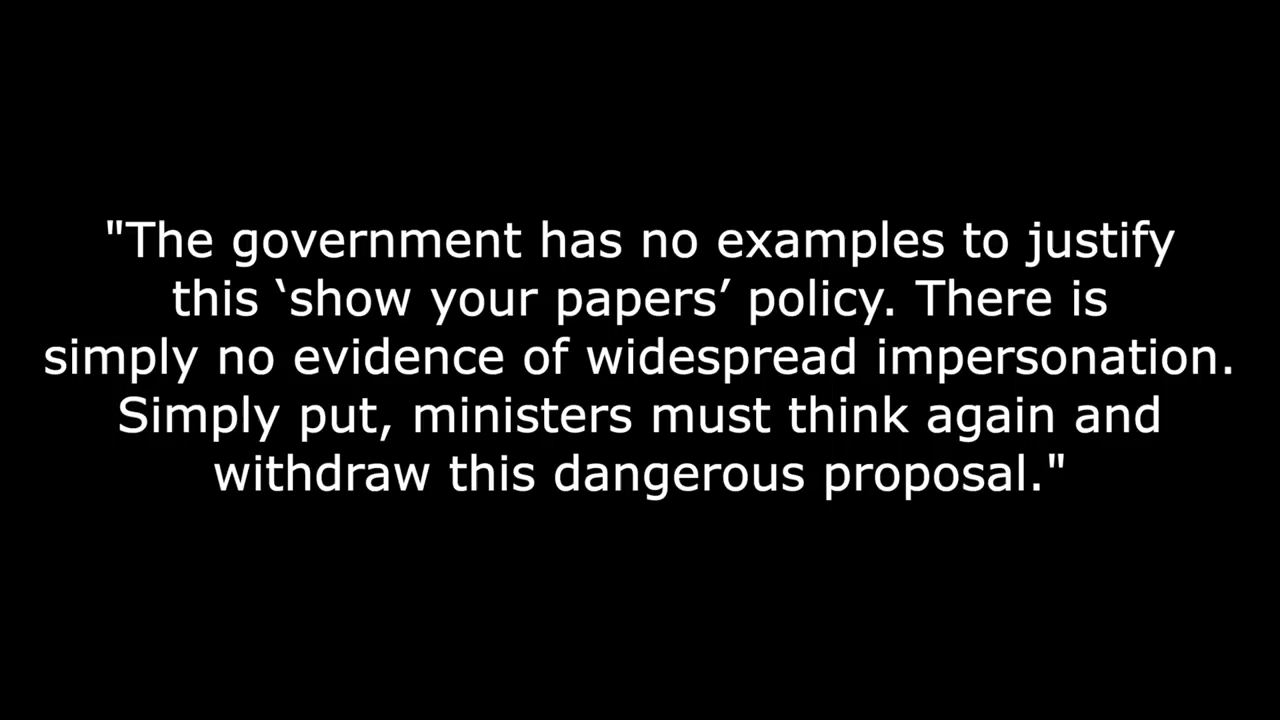 "The government has no examples to justify
this ‘show your papers’ policy. There is
simply no evidence of widespread impersonation.
Simply put, ministers must think again and
withdraw this dangerous proposal."